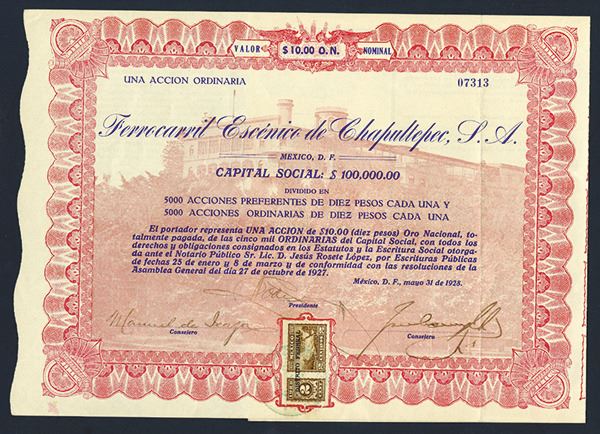 VALOR $10.00 O.N. NOMINAL
UNA ACCION ORDINARIA 07313
Ferrocarril Escénico de Chapultepec, S. A.
MEXICO, D. F.
CAPITAL SOCIAL: $ 100,000.00
DIVIDIDO EN
5000 ACCIONES PREFERENTES DE DIEZ PESOS CADA UNA Y
5000 ACCIONES ORDINARIAS DE DIEZ PESOS CADA UNA
El portador representa UNA ACCION de $10.00 (diez pesos) Oro Nacional, to-
talmente pagada, de las cinco mil ORDINARIAS del Capital Social, con todos los
derechos y obligaciones consignados en los Estatutos y la Escritura Social otorga-
da ante el Notario Público Sr. Lic. D. Jesús Rosete López, por Escrituras Públicas
de fechas 25 de enero y 8 de marzo y de conformidad con las resoluciones de la
Asamblea General del día 27 de octubre de 1927.
México, D. F., mayo 31 de 1928.
Presidente
Manuel de
Consejero Consejero
MEXICO
2